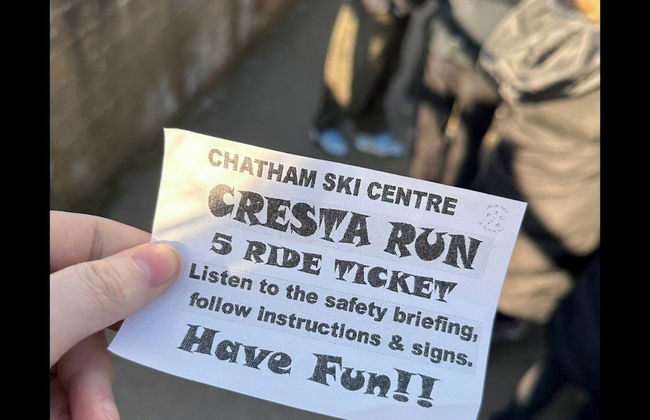 CHATHAM SKI CENTRE
CRESTA RUN
5 RIDE TICKET
Listen to the safety briefing,
follow instructions & signs.
Have Fun!!